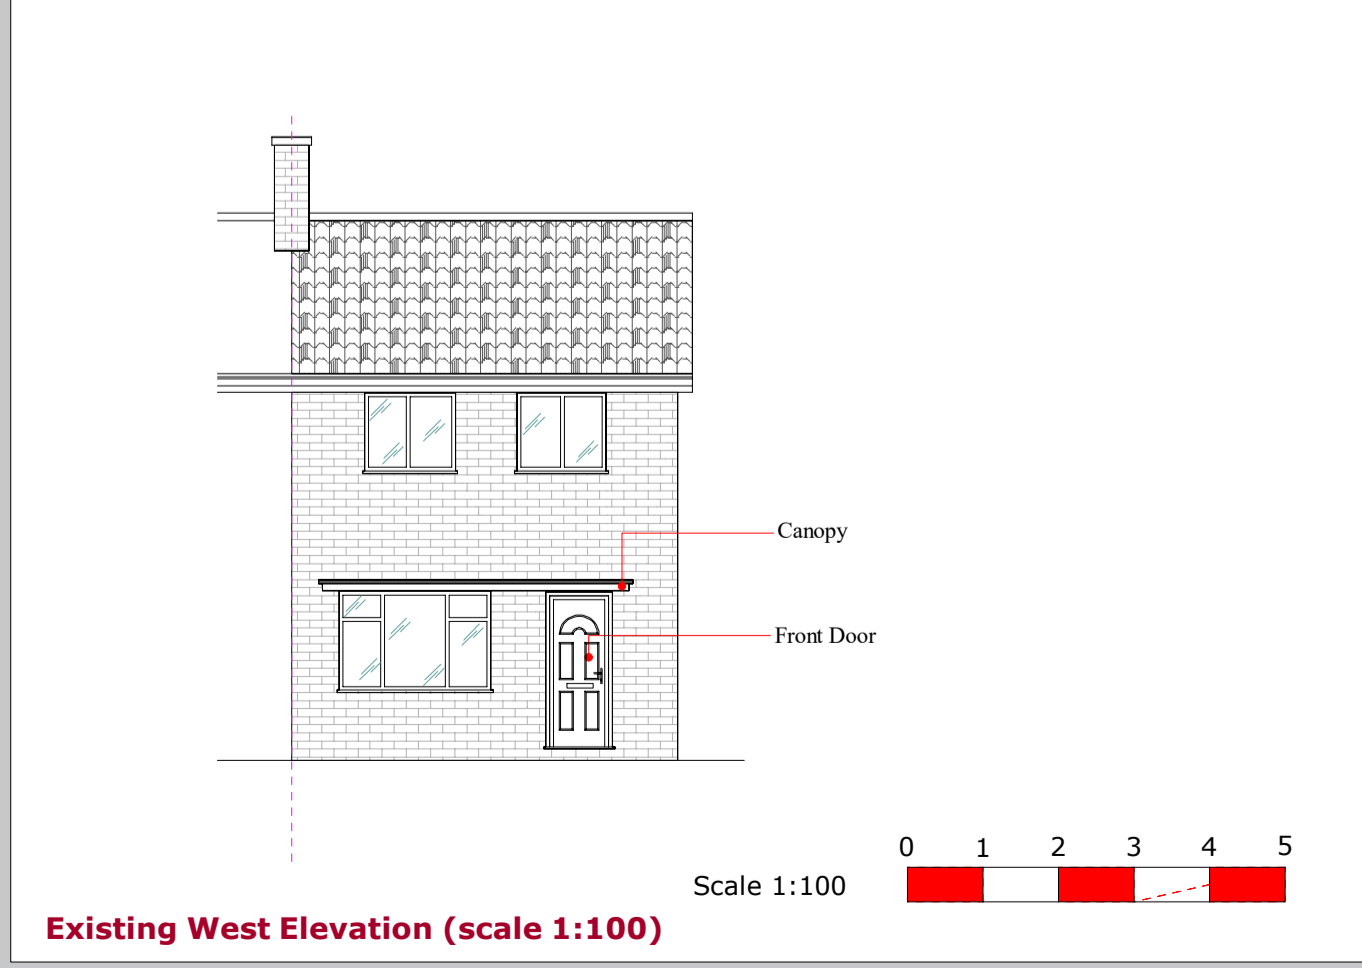 Canopy
Front Door
0 1 2 3 4 5
Scale 1:100
Existing West Elevation (scale 1:100)